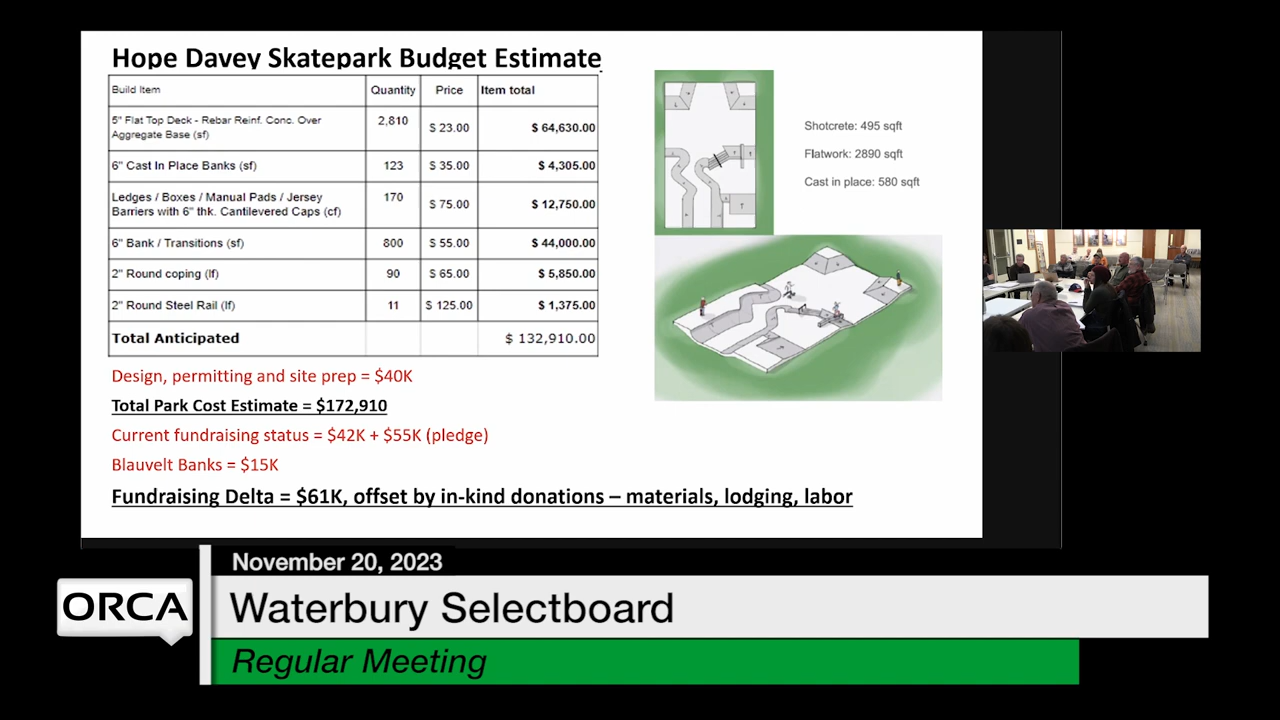 Hope Davey Skatepark Budget Estimate
Build Item Quantity Price Item total
5" Flat Top Deck - Rebar Reinf. Conc. Over
Aggregate Base (sf) 2,810 $ 23.00 $ 64,630.00
6" Cast In Place Banks (sf) 123 $ 35.00 $ 4,305.00
Ledges / Boxes / Manual Pads / Jersey
Barriers with 6" thk. Cantilevered Caps (cf) 170 $ 75.00 $ 12,750.00
6" Bank / Transitions (sf) 800 $ 55.00 $ 44,000.00
2" Round coping (lf) 90 $ 65.00 $ 5,850.00
2" Round Steel Rail (lf) 11 $ 125.00 $ 1,375.00
Total Anticipated $ 132,910.00
Design, permitting and site prep = $40K
Total Park Cost Estimate = $172,910
Current fundraising status = $42K + $55K (pledge)
Blauvelt Banks = $15K
Fundraising Delta = $61K, offset by in-kind donations – materials, lodging, labor
Shotcrete: 495 sqft
Flatwork: 2890 sqft
Cast in place: 580 sqft
November 20, 2023
ORCA
Waterbury Selectboard
Regular Meeting